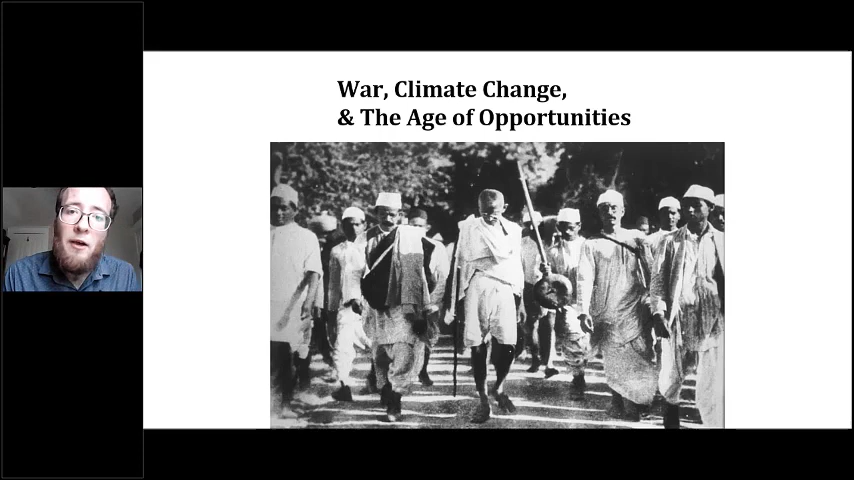 War, Climate Change,
& The Age of Opportunities